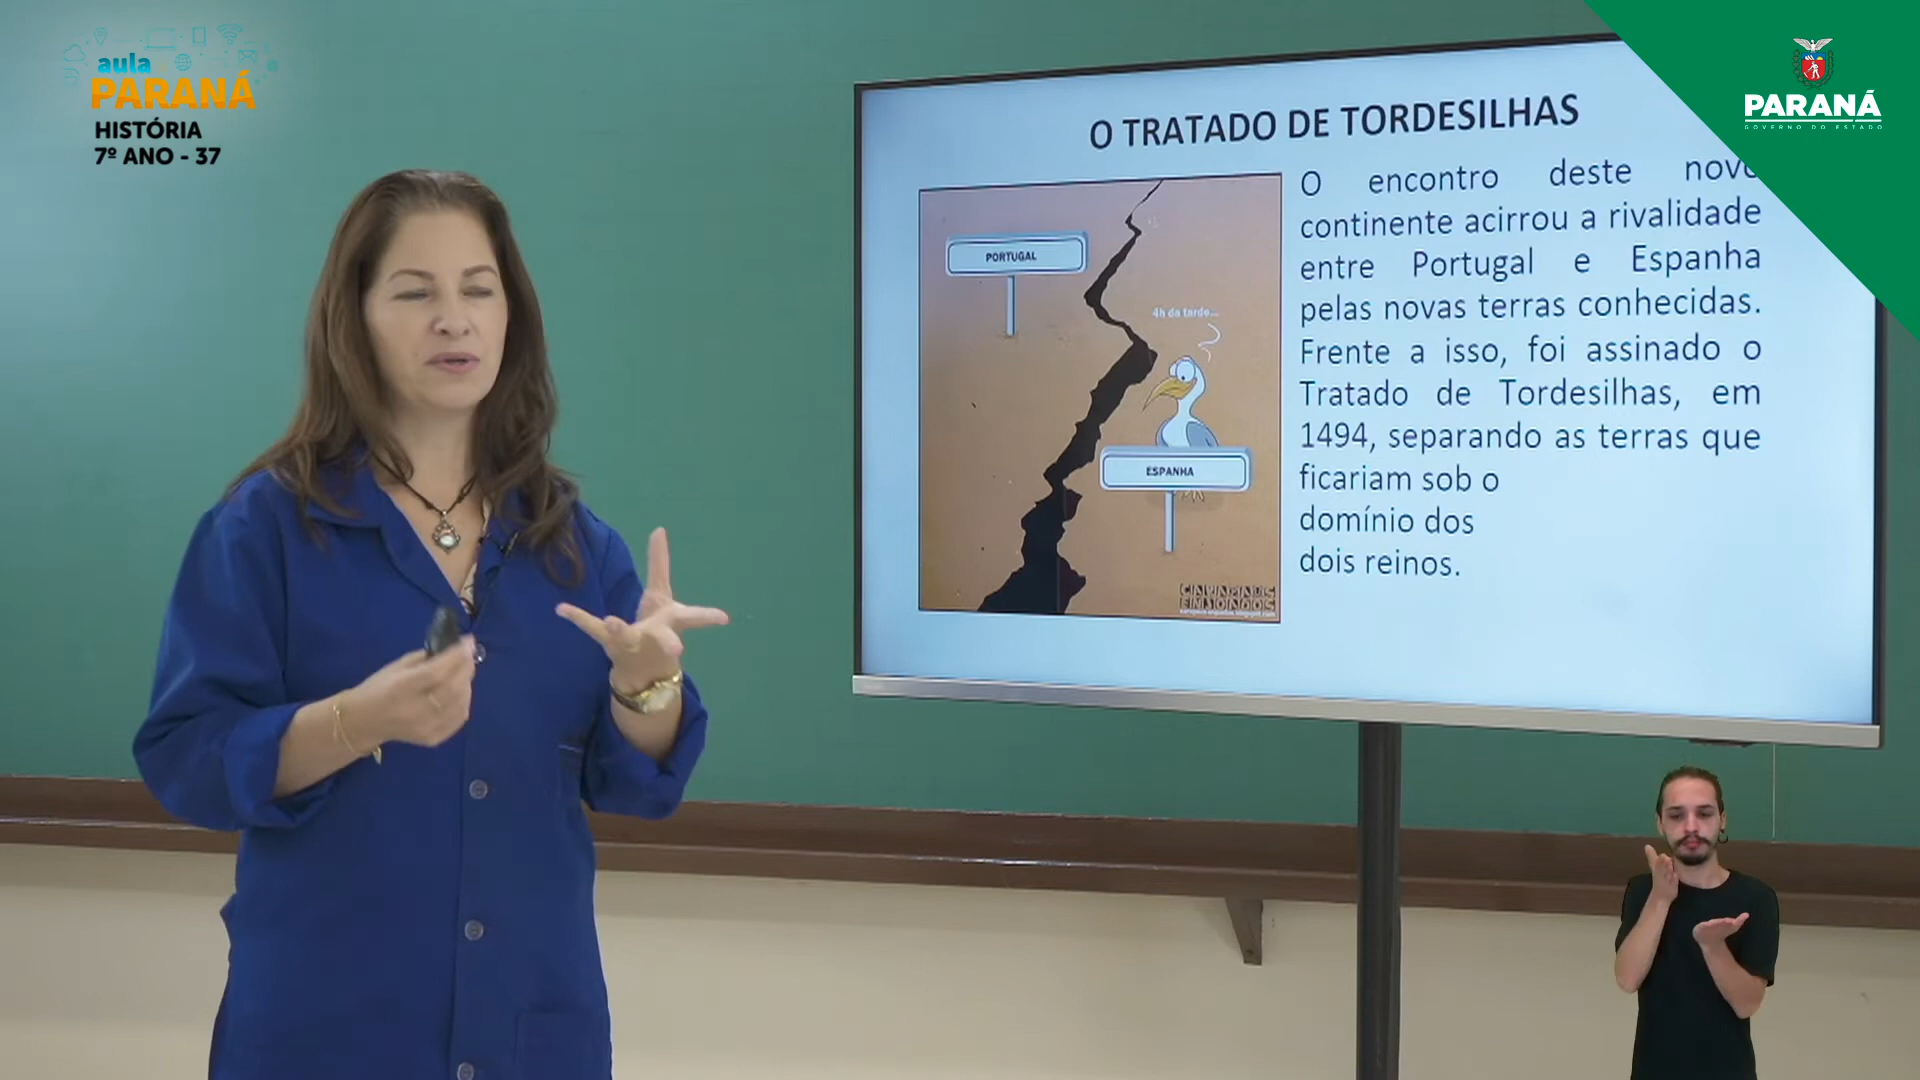 aula
PARANÁ
HISTÓRIA
7º ANO - 37
PARANÁ
GOVERNO DO ESTADO
O TRATADO DE TORDESILHAS
PORTUGAL
4h da tarde...
ESPANHA
O encontro deste novo
continente acirrou a rivalidade
entre Portugal e Espanha
pelas novas terras conhecidas.
Frente a isso, foi assinado o
Tratado de Tordesilhas, em
1494, separando as terras que
ficariam sob o
domínio dos
dois reinos.